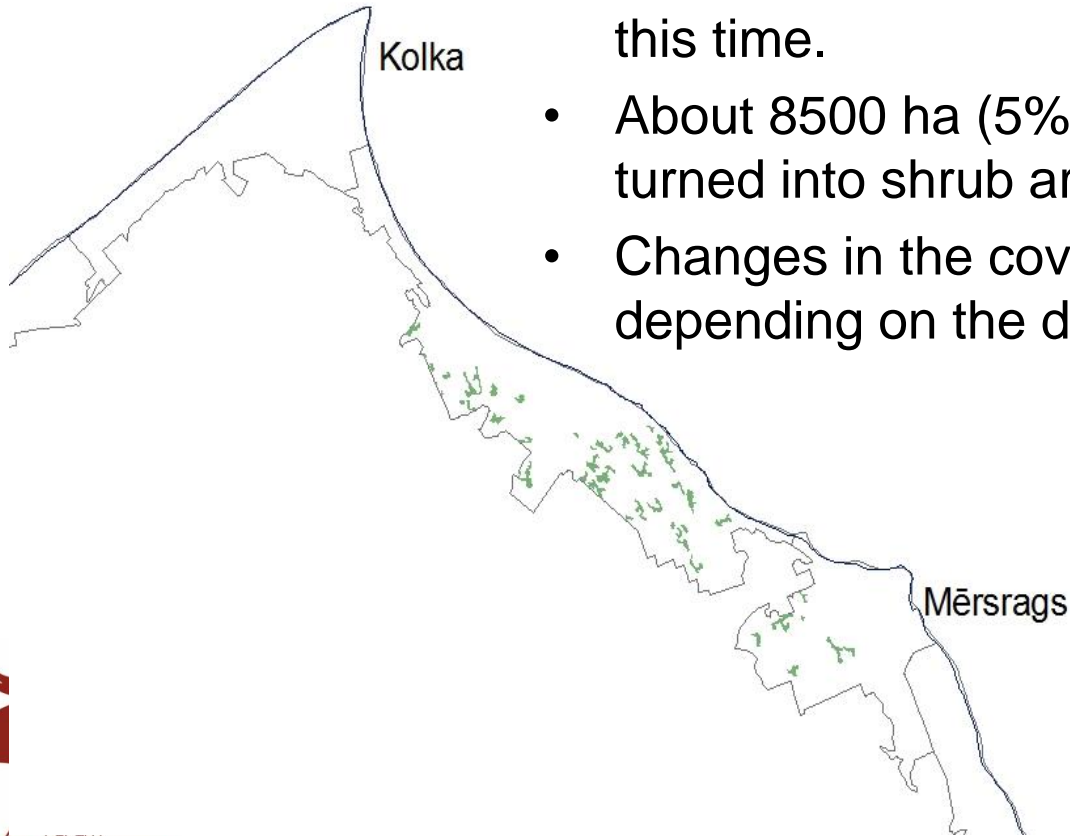 this time.
Kolka
• About 8500 ha (5%
turned into shrub ar
• Changes in the cov
depending on the d
Mērsrags